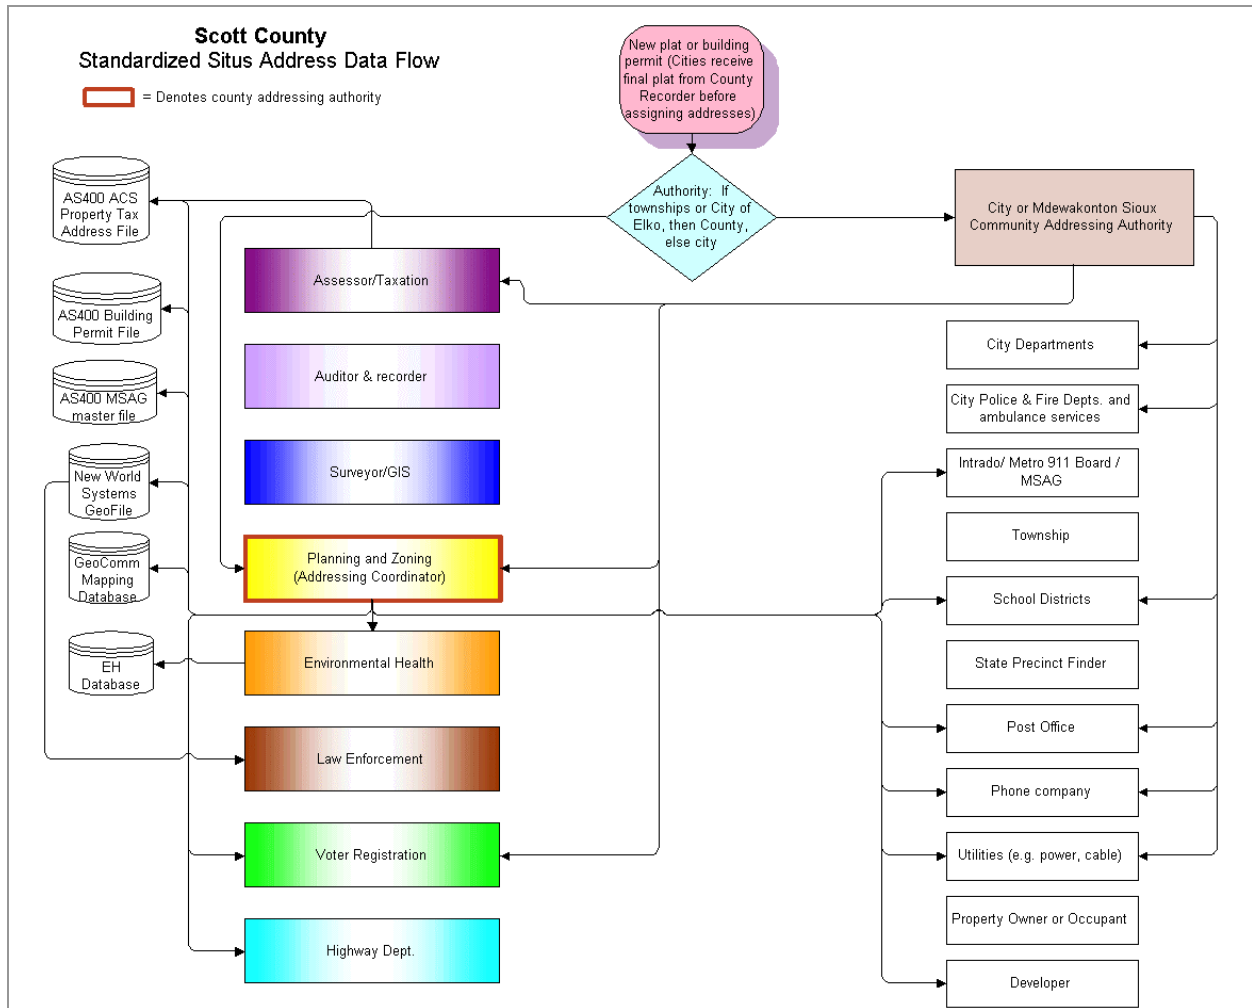 Scott County
Standardized Situs Address Data Flow
= Denotes county addressing authority
New plat or building
permit (Cities receive
final plat from County
Recorder before
assigning addresses)
Authority: If
townships or City of
Elko, then County,
else city
City or Mdewakonton Sioux
Community Addressing Authority
AS400 ACS
Property Tax
Address File
AS400 Building
Permit File
AS400 MSAG
master file
New World
Systems
GeoFile
GeoComm
Mapping
Database
EH
Database
Assessor/Taxation
Auditor & recorder
Surveyor/GIS
Planning and Zoning
(Addressing Coordinator)
Environmental Health
Law Enforcement
Voter Registration
Highway Dept.
City Departments
City Police & Fire Depts. and
ambulance services
Intrado/ Metro 911 Board /
MSAG
Township
School Districts
State Precinct Finder
Post Office
Phone company
Utilities (e.g. power, cable)
Property Owner or Occupant
Developer